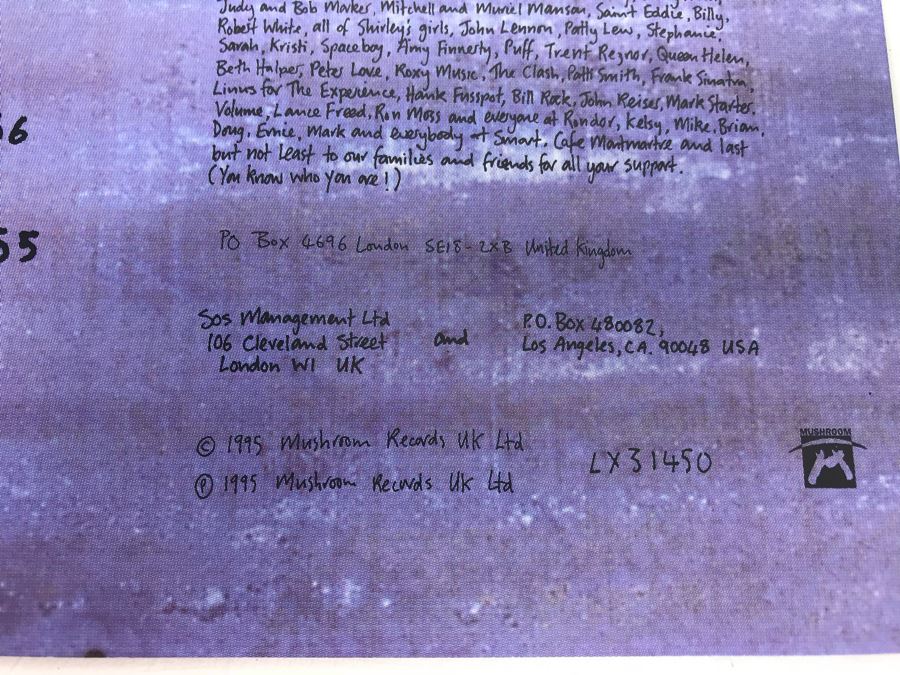 Judy and Bob Maker, Mitchell and Muriel Manson, Saint Eddie, Billy,
Robert White, all of Shirley's girls, John Lennon, Patty Lew, Stephanie,
Sarah, Kristi, Spaceboy, Amy Finnerty, Puff, Trent Reznor, Queen Helen,
Beth Halper, Peter Love, Roxy Music, The Clash, Patti Smith, Frank Sinatra,
Linus for The Experience, Hank Fusspot, Bill Rock, John Reiser, Mark Starter.
Volume, Lance Freed, Ron Moss and everyone at Rondor, Kelsy, Mike, Brian,
Doug, Ernie, Mark and everybody at Smart, Cafe Montmartre and last
but not least to our families and friends for all your support.
(You know who you are!)
6
55
PO Box 4696 London SE18-2XB United Kingdom
Sos Management Ltd
106 Cleveland Street
London W1 UK
and
P.O. Box 480082,
Los Angeles, CA. 90048 USA
© 1995 Mushroom Records UK Ltd
℗ 1995 Mushroom Records UK Ltd
LX31450
MUSHROOM